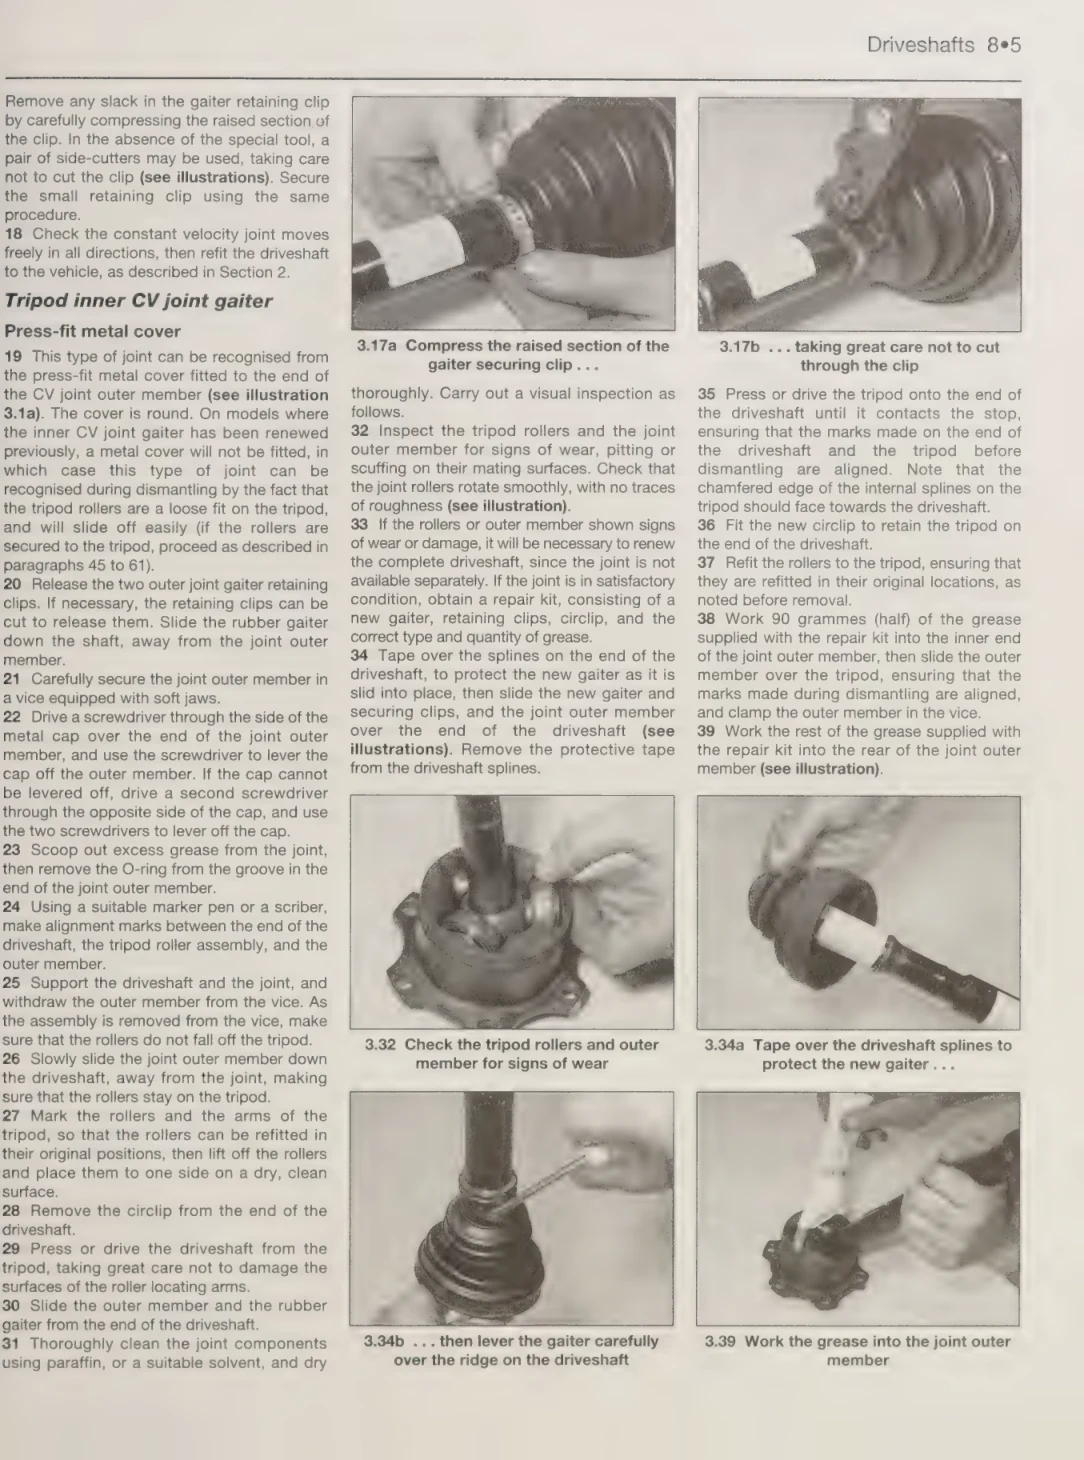 Driveshafts 8•5
Remove any slack in the gaiter retaining clip
by carefully compressing the raised section of
the clip. In the absence of the special tool, a
pair of side-cutters may be used, taking care
not to cut the clip (see illustrations). Secure
the small retaining clip using the same
procedure.
18 Check the constant velocity joint moves
freely in all directions, then refit the driveshaft
to the vehicle, as described in Section 2.
Tripod inner CV joint gaiter
Press-fit metal cover
19 This type of joint can be recognised from
the press-fit metal cover fitted to the end of
the CV joint outer member (see illustration
3.1a). The cover is round. On models where
the inner CV joint gaiter has been renewed
previously, a metal cover will not be fitted, in
which case this type of joint can be
recognised during dismantling by the fact that
the tripod rollers are a loose fit on the tripod,
and will slide off easily (if the rollers are
secured to the tripod, proceed as described in
paragraphs 45 to 61).
20 Release the two outer joint gaiter retaining
clips. If necessary, the retaining clips can be
cut to release them. Slide the rubber gaiter
down the shaft, away from the joint outer
member.
21 Carefully secure the joint outer member in
a vice equipped with soft jaws.
22 Drive a screwdriver through the side of the
metal cap over the end of the joint outer
member, and use the screwdriver to lever the
cap off the outer member. If the cap cannot
be levered off, drive a second screwdriver
through the opposite side of the cap, and use
the two screwdrivers to lever off the cap.
23 Scoop out excess grease from the joint,
then remove the O-ring from the groove in the
end of the joint outer member.
24 Using a suitable marker pen or a scriber,
make alignment marks between the end of the
driveshaft, the tripod roller assembly, and the
outer member.
25 Support the driveshaft and the joint, and
withdraw the outer member from the vice. As
the assembly is removed from the vice, make
sure that the rollers do not fall off the tripod.
26 Slowly slide the joint outer member down
the driveshaft, away from the joint, making
sure that the rollers stay on the tripod.
27 Mark the rollers and the arms of the
tripod, so that the rollers can be refitted in
their original positions, then lift off the rollers
and place them to one side on a dry, clean
surface.
28 Remove the circlip from the end of the
driveshaft.
29 Press or drive the driveshaft from the
tripod, taking great care not to damage the
surfaces of the roller locating arms.
30 Slide the outer member and the rubber
gaiter from the end of the driveshaft.
31 Thoroughly clean the joint components
using paraffin, or a suitable solvent, and dry
3.17a Compress the raised section of the
gaiter securing clip . . .
3.17b . . . taking great care not to cut
through the clip
thoroughly. Carry out a visual inspection as
follows.
32 Inspect the tripod rollers and the joint
outer member for signs of wear, pitting or
scuffing on their mating surfaces. Check that
the joint rollers rotate smoothly, with no traces
of roughness (see illustration).
33 If the rollers or outer member shown signs
of wear or damage, it will be necessary to renew
the complete driveshaft, since the joint is not
available separately. If the joint is in satisfactory
condition, obtain a repair kit, consisting of a
new gaiter, retaining clips, circlip, and the
correct type and quantity of grease.
34 Tape over the splines on the end of the
driveshaft, to protect the new gaiter as it is
slid into place, then slide the new gaiter and
securing clips, and the joint outer member
over the end of the driveshaft (see
illustrations). Remove the protective tape
from the driveshaft splines.
35 Press or drive the tripod onto the end of
the driveshaft until it contacts the stop,
ensuring that the marks made on the end of
the driveshaft and the tripod before
dismantling are aligned. Note that the
chamfered edge of the internal splines on the
tripod should face towards the driveshaft.
36 Fit the new circlip to retain the tripod on
the end of the driveshaft.
37 Refit the rollers to the tripod, ensuring that
they are refitted in their original locations, as
noted before removal.
38 Work 90 grammes (half) of the grease
supplied with the repair kit into the inner end
of the joint outer member, then slide the outer
member over the tripod, ensuring that the
marks made during dismantling are aligned,
and clamp the outer member in the vice.
39 Work the rest of the grease supplied with
the repair kit into the rear of the joint outer
member (see illustration).
3.32 Check the tripod rollers and outer
member for signs of wear
3.34a Tape over the driveshaft splines to
protect the new gaiter . . .
3.34b . . . then lever the gaiter carefully
over the ridge on the driveshaft
3.39 Work the grease into the joint outer
member